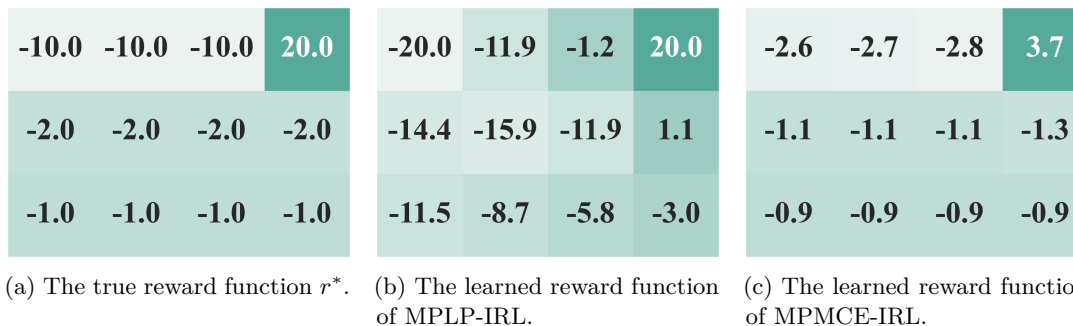 -10.0 -10.0 -10.0 20.0
-2.0 -2.0 -2.0 -2.0
-1.0 -1.0 -1.0 -1.0
(a) The true reward function r*.
-20.0 -11.9 -1.2 20.0
-14.4 -15.9 -11.9 1.1
-11.5 -8.7 -5.8 -3.0
(b) The learned reward function
of MPLP-IRL.
-2.6 -2.7 -2.8 3.7
-1.1 -1.1 -1.1 -1.3
-0.9 -0.9 -0.9 -0.9
(c) The learned reward functio
of MPMCE-IRL.